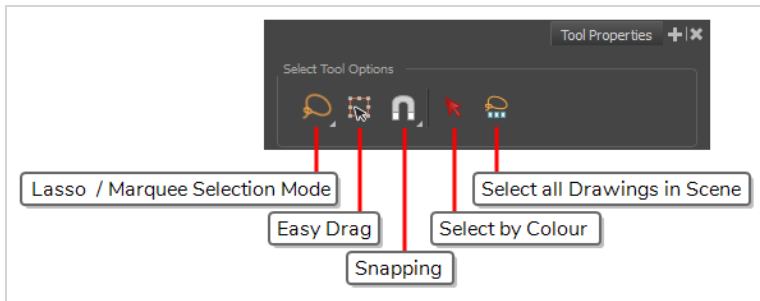 Tool Properties
Select Tool Options
Lasso / Marquee Selection Mode
Select all Drawings in Scene
Easy Drag
Select by Colour
Snapping